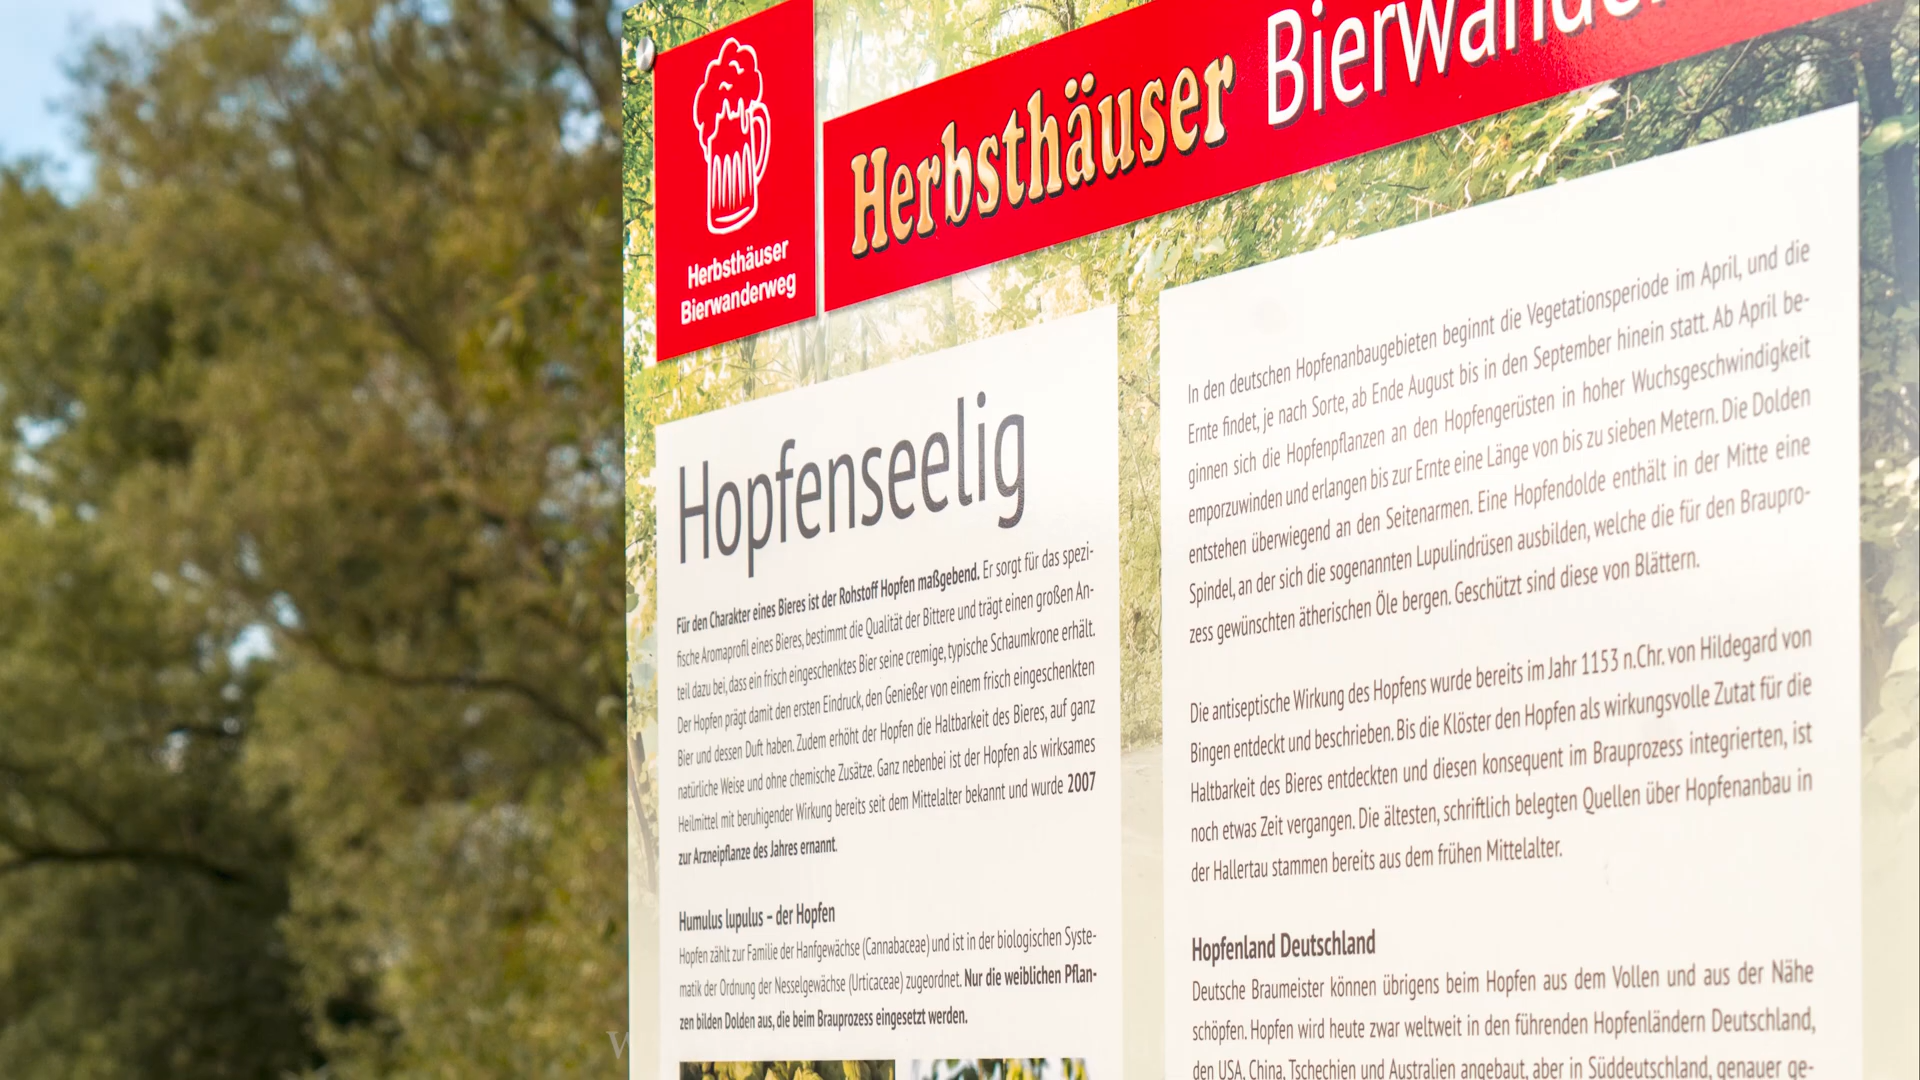 Herbsthäuser
Bierwanderweg
Herbsthäuser
Hopfenseelig
Für den Charakter eines Bieres ist der Rohstoff Hopfen maßgebend. Er sorgt für das spezi-
fische Aromaprofil eines Bieres, bestimmt die Qualität der Bittere und trägt einen großen An-
teil dazu bei, dass ein frisch eingeschenktes Bier seine cremige, typische Schaumkrone erhält.
Der Hopfen prägt damit den ersten Eindruck, den Genießer von einem frisch eingeschenkten
Bier und dessen Duft haben. Zudem erhöht der Hopfen die Haltbarkeit des Bieres, auf ganz
natürliche Weise und ohne chemische Zusätze. Ganz nebenbei ist der Hopfen als wirksames
Heilmittel mit beruhigender Wirkung bereits seit dem Mittelalter bekannt und wurde 2007
zur Arzneipflanze des Jahres ernannt.
Humulus lupulus – der Hopfen
Hopfen zählt zur Familie der Hanfgewächse (Cannabaceae) und ist in der biologischen Syste-
matik der Ordnung der Nesselgewächse (Urticaceae) zugeordnet. Nur die weiblichen Pflan-
zen bilden Dolden aus, die beim Brauprozess eingesetzt werden.
In den deutschen Hopfenanbaugebieten beginnt die Vegetationsperiode im April, und die
Ernte findet, je nach Sorte, ab Ende August bis in den September hinein statt. Ab April be-
ginnen sich die Hopfenpflanzen an den Hopfengerüsten in hoher Wuchsgeschwindigkeit
emporzuwinden und erlangen bis zur Ernte eine Länge von bis zu sieben Metern. Die Dolden
entstehen überwiegend an den Seitenarmen. Eine Hopfendolde enthält in der Mitte eine
Spindel, an der sich die sogenannten Lupulindrüsen ausbilden, welche die für den Braupro-
zess gewünschten ätherischen Öle bergen. Geschützt sind diese von Blättern.
Die antiseptische Wirkung des Hopfens wurde bereits im Jahr 1153 n.Chr. von Hildegard von
Bingen entdeckt und beschrieben. Bis die Klöster den Hopfen als wirkungsvolle Zutat für die
Haltbarkeit des Bieres entdeckten und diesen konsequent im Brauprozess integrierten, ist
noch etwas Zeit vergangen. Die ältesten, schriftlich belegten Quellen über Hopfenanbau in
der Hallertau stammen bereits aus dem frühen Mittelalter.
Hopfenland Deutschland
Deutsche Braumeister können übrigens beim Hopfen aus dem Vollen und aus der Nähe
schöpfen. Hopfen wird heute zwar weltweit in den führenden Hopfenländern Deutschland,
den USA, China, Tschechien und Australien angebaut, aber in Süddeutschland, genauer ge-